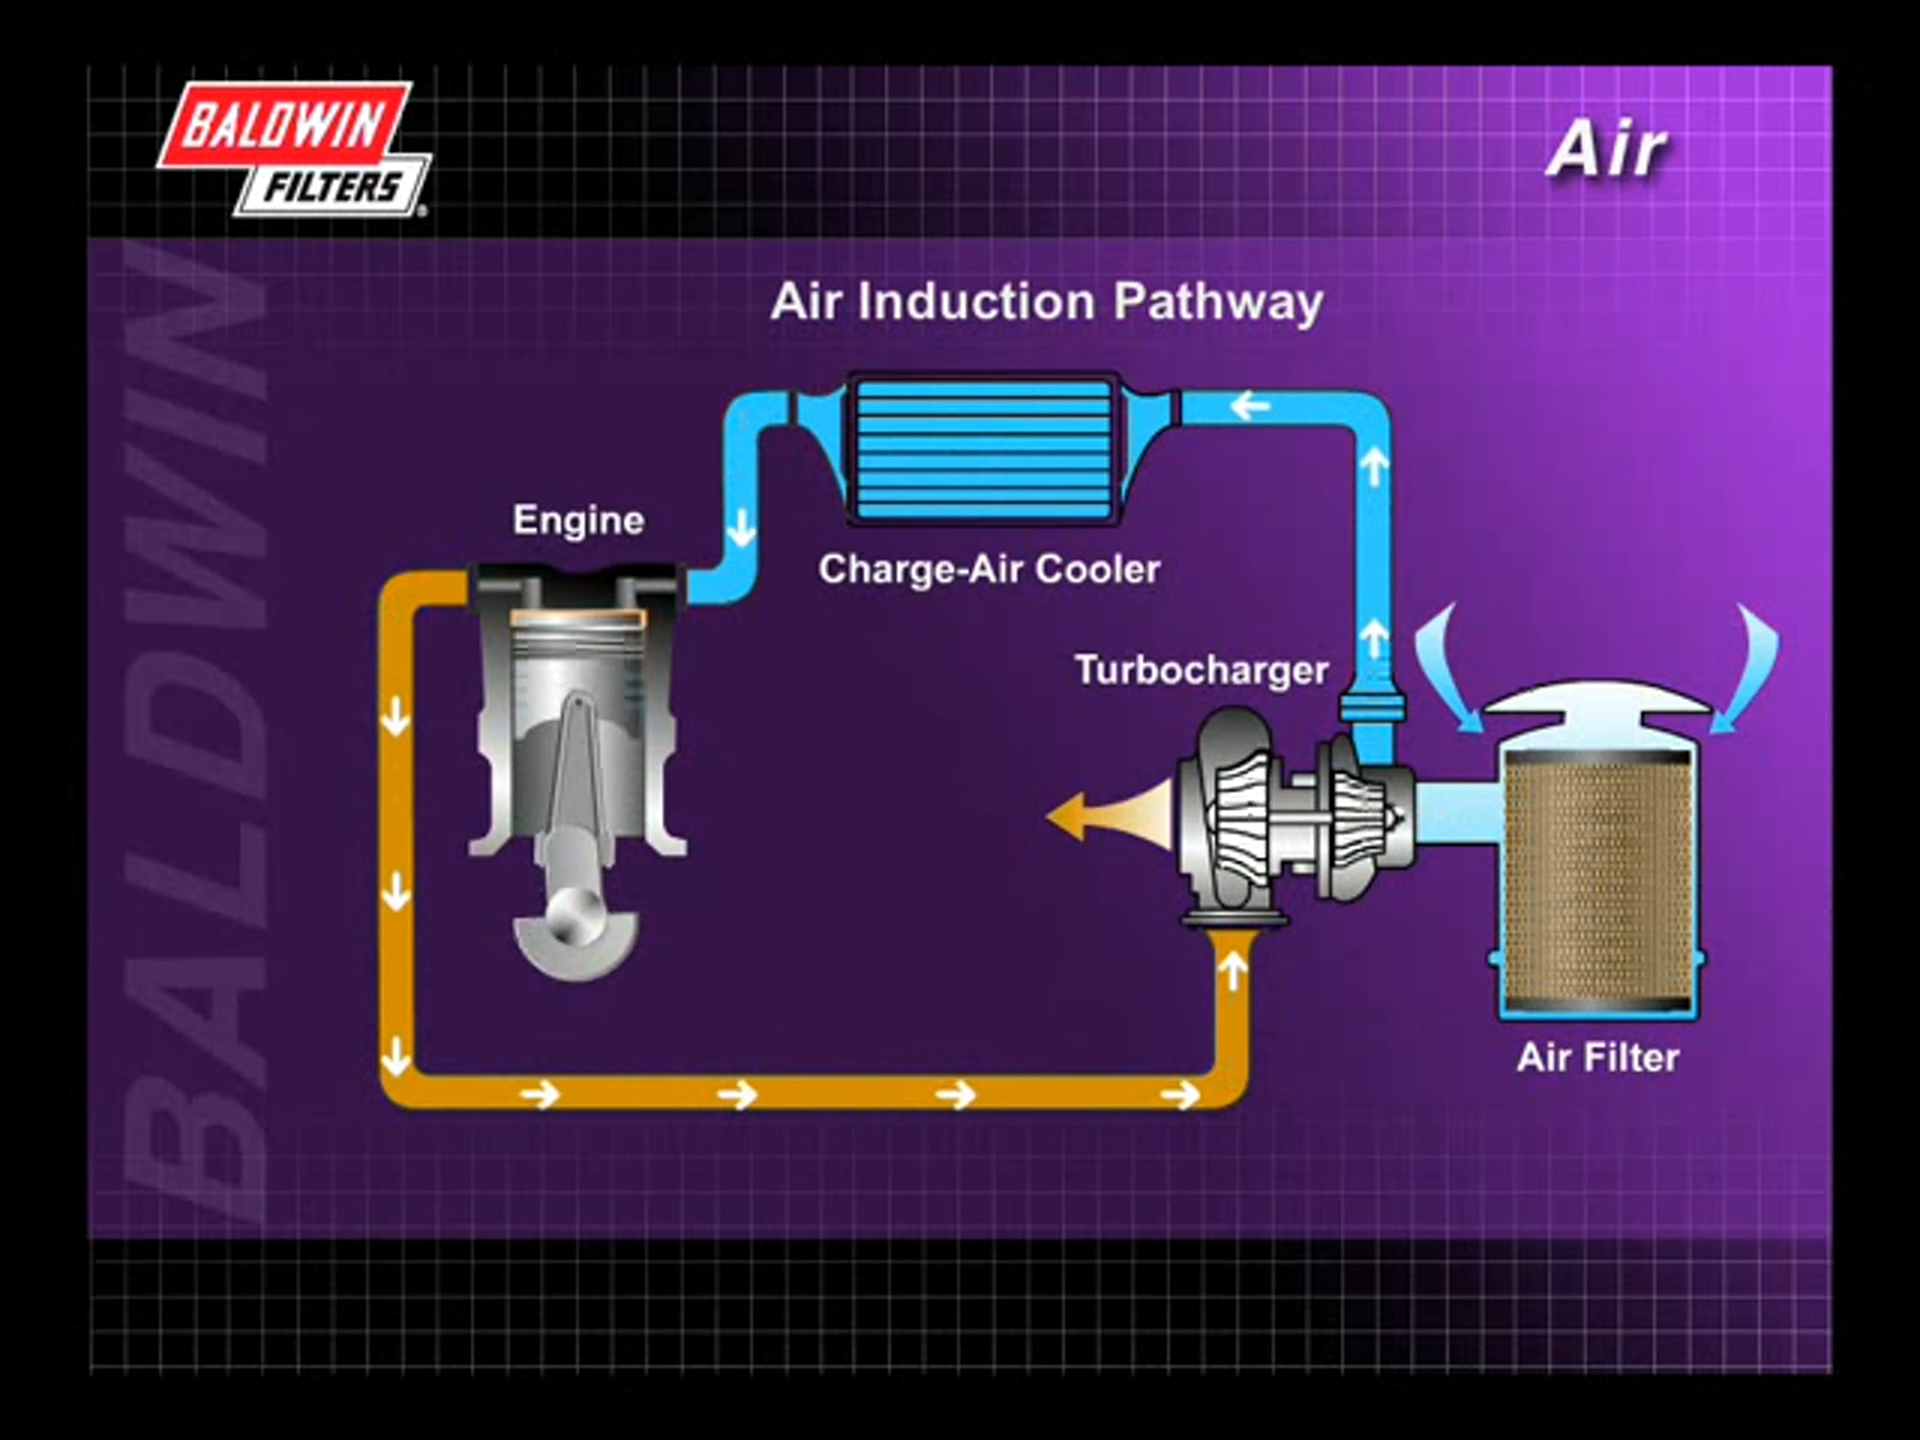 BALDWIN
FILTERS®
Air
BALDWIN
Air Induction Pathway
Engine
Charge-Air Cooler
Turbocharger
Air Filter